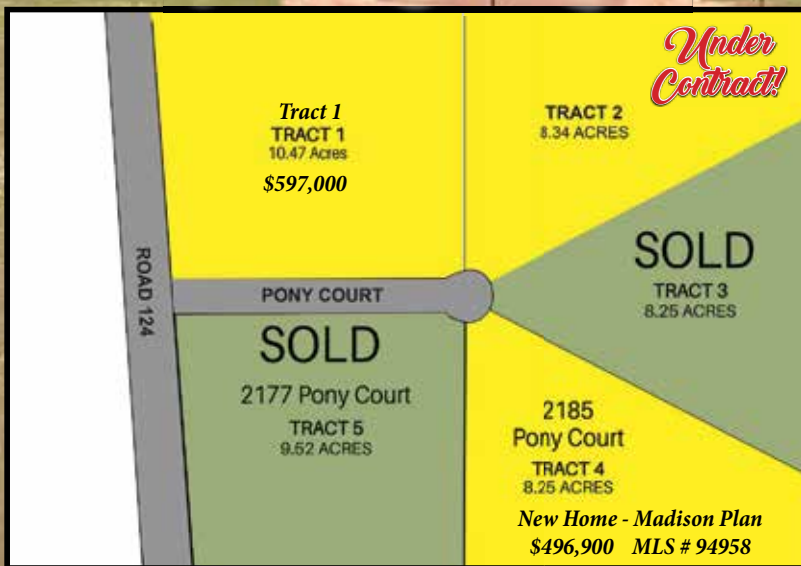 Under
Contract!
Tract 1
TRACT 1
10.47 Acres
$597,000
TRACT 2
8.34 ACRES
SOLD
TRACT 3
8.25 ACRES
ROAD 124
PONY COURT
SOLD
2177 Pony Court
TRACT 5
9.52 ACRES
2185
Pony Court
TRACT 4
8.25 ACRES
New Home - Madison Plan
$496,900 MLS # 94958